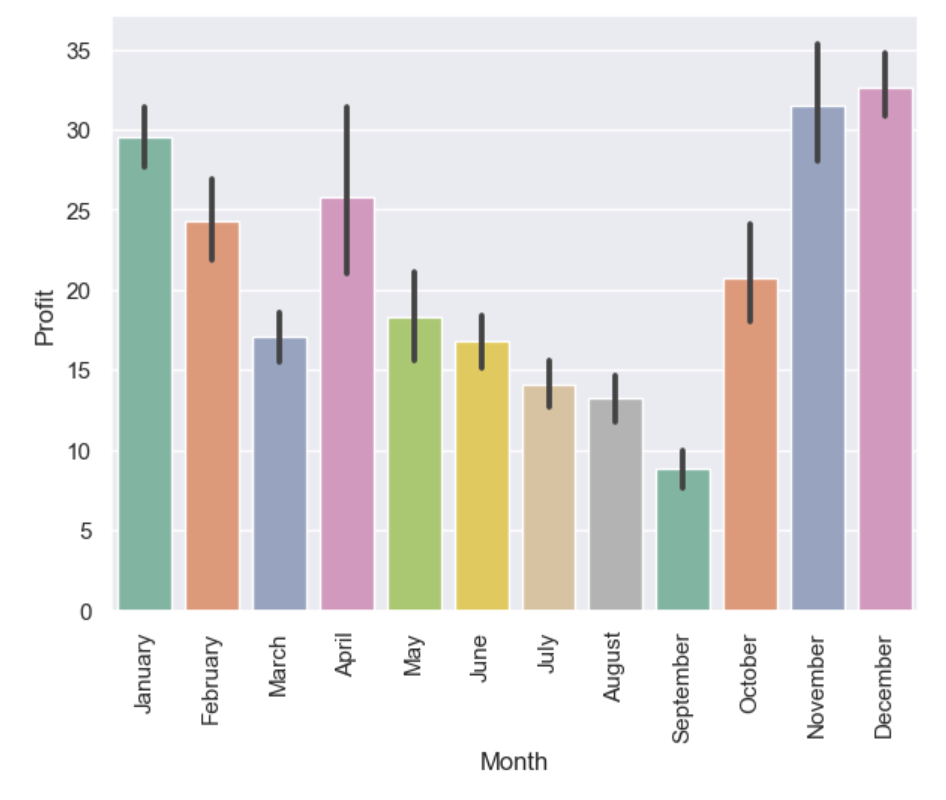 35
30
25
20
15
10
5
0
Profit
January
February
March
April
May
June
July
August
September
October
November
December
Month